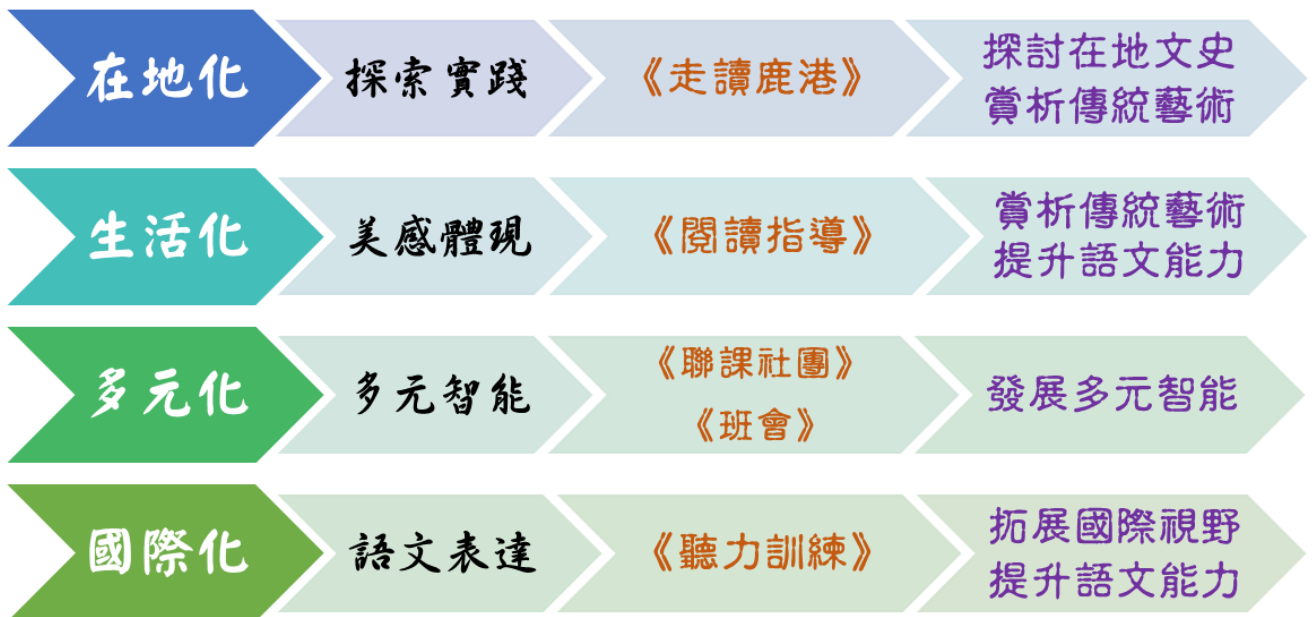 在地化
探索實踐
《走讀鹿港》
探討在地文史
賞析傳統藝術
生活化
美感體現
《閱讀指導》
賞析傳統藝術
提升語文能力
多元化
多元智能
《聯課社團》
《班會》
發展多元智能
國際化
語文表達
《聽力訓練》
拓展國際視野
提升語文能力